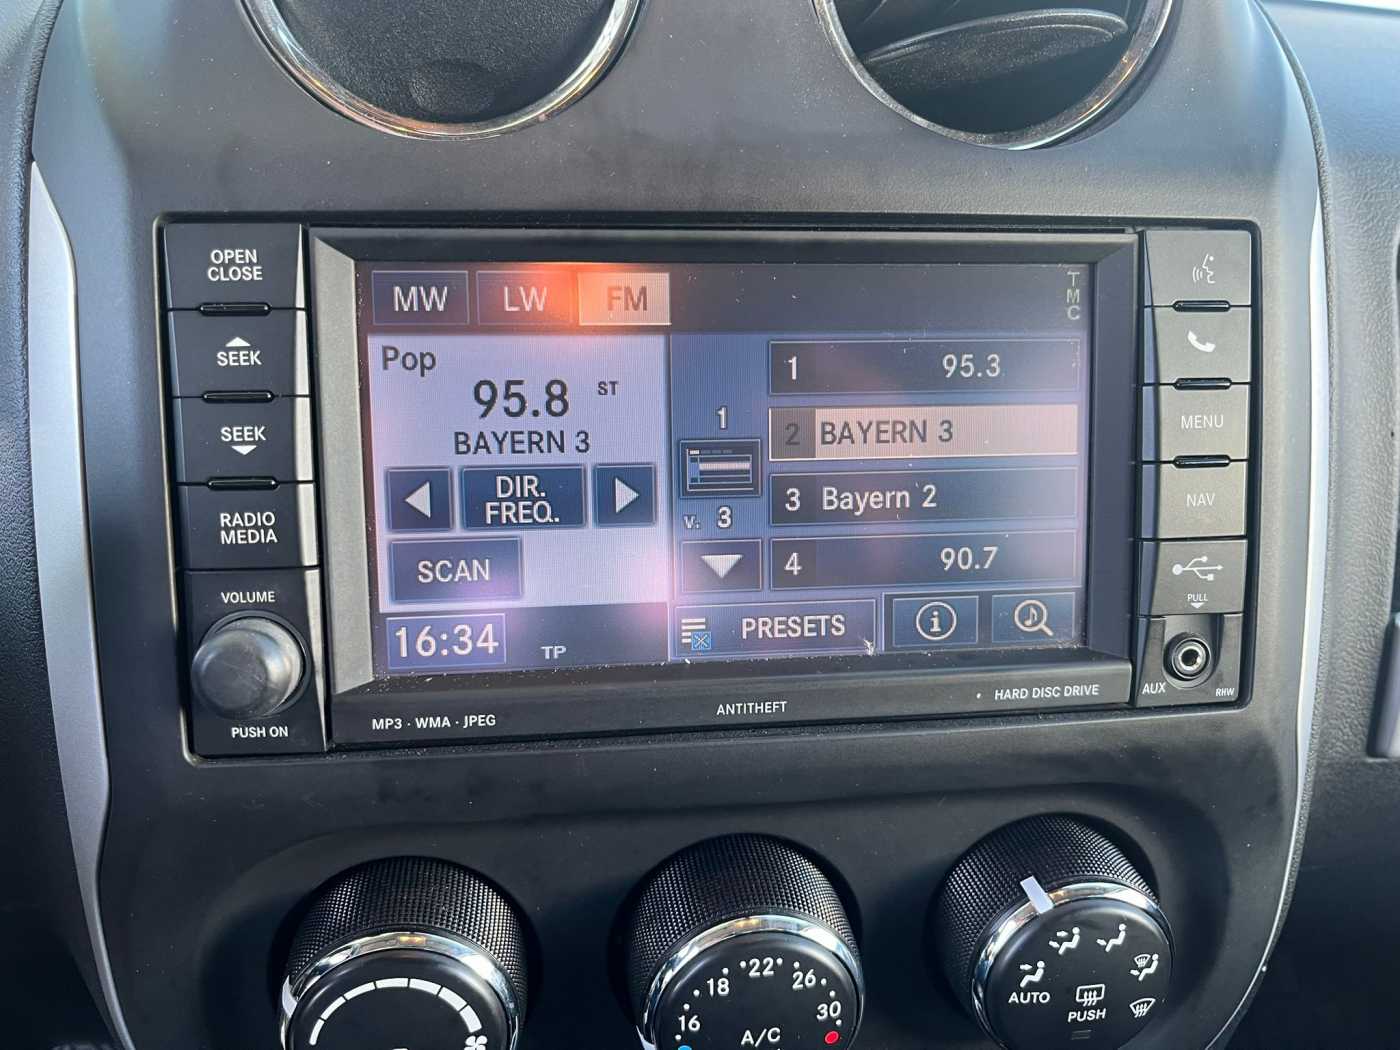 OPEN
CLOSE
SEEK
SEEK
RADIO
MEDIA
VOLUME
PUSH ON
MW
LW
FM
T
M
C
Pop
95.8 ST
BAYERN 3
DIR.
FREQ.
SCAN
16:34
TP
1
v. 3
1 95.3
2 BAYERN 3
3 Bayern 2
4 90.7
PRESETS
MENU
NAV
PULL
AUX
RHW
MP3 · WMA · JPEG
ANTITHEFT
HARD DISC DRIVE
16 18 22 26 30
A/C
AUTO
PUSH